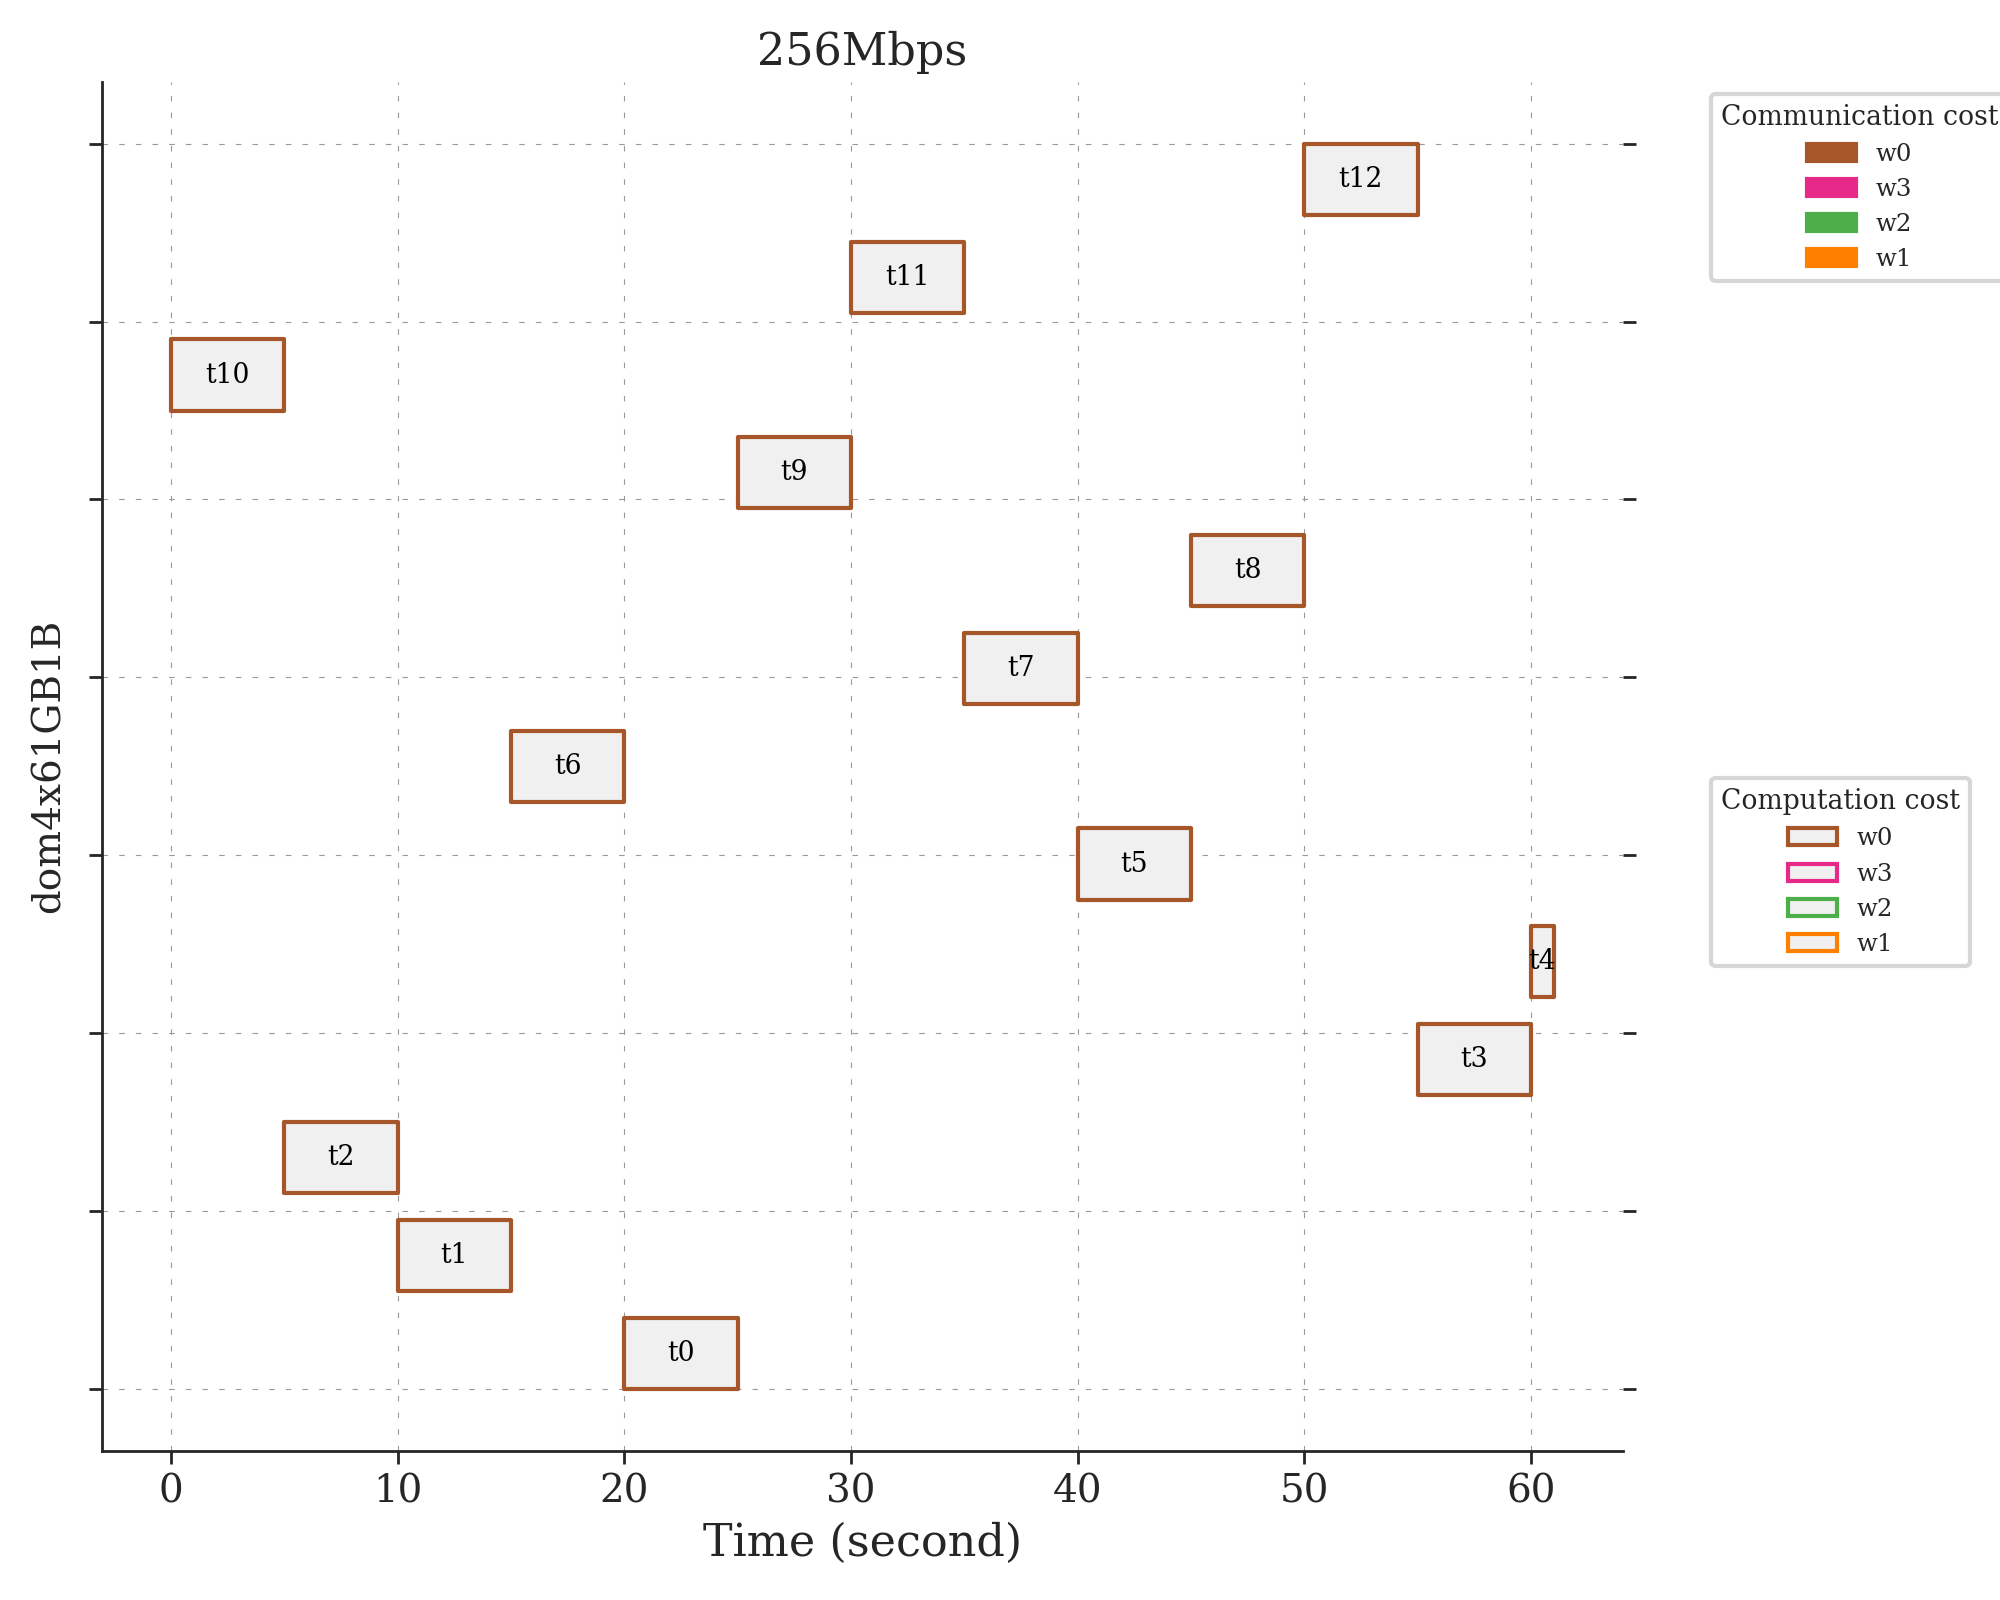 256Mbps
Communication cost
w0
w3
w2
w1
t12
t11
t10
t9
t8
t7
t6
t5
t4
t3
t2
t1
t0
dom4x61GB1B
Computation cost
w0
w3
w2
w1
0 10 20 30 40 50 60
Time (second)